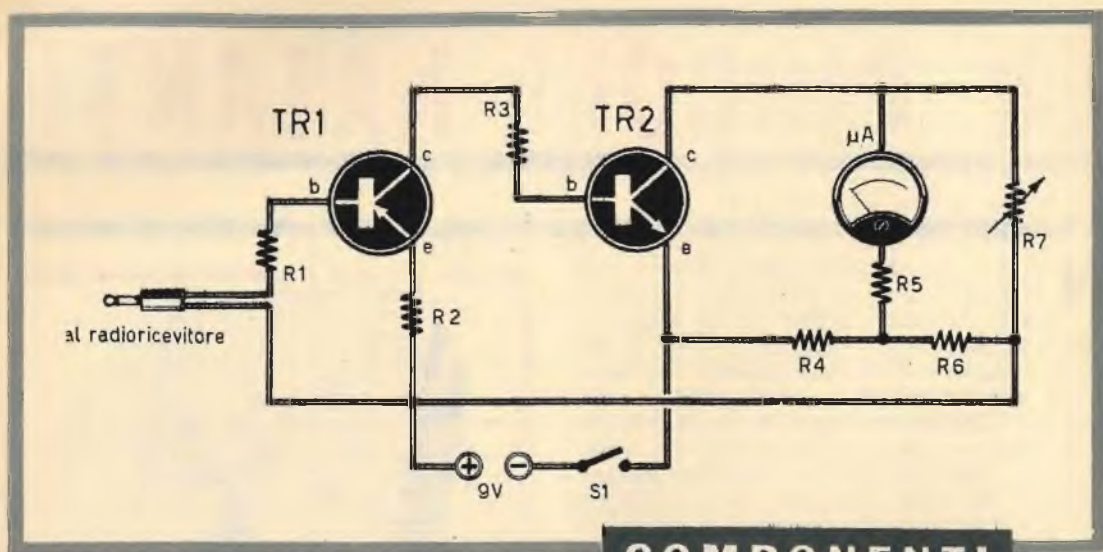 TR1
TR2
R3
µA
c
c
b
b
e
e
S
R7
R1
R5
R2
al radioricevitore
R4
R6
9V
S1
COMPONENTI